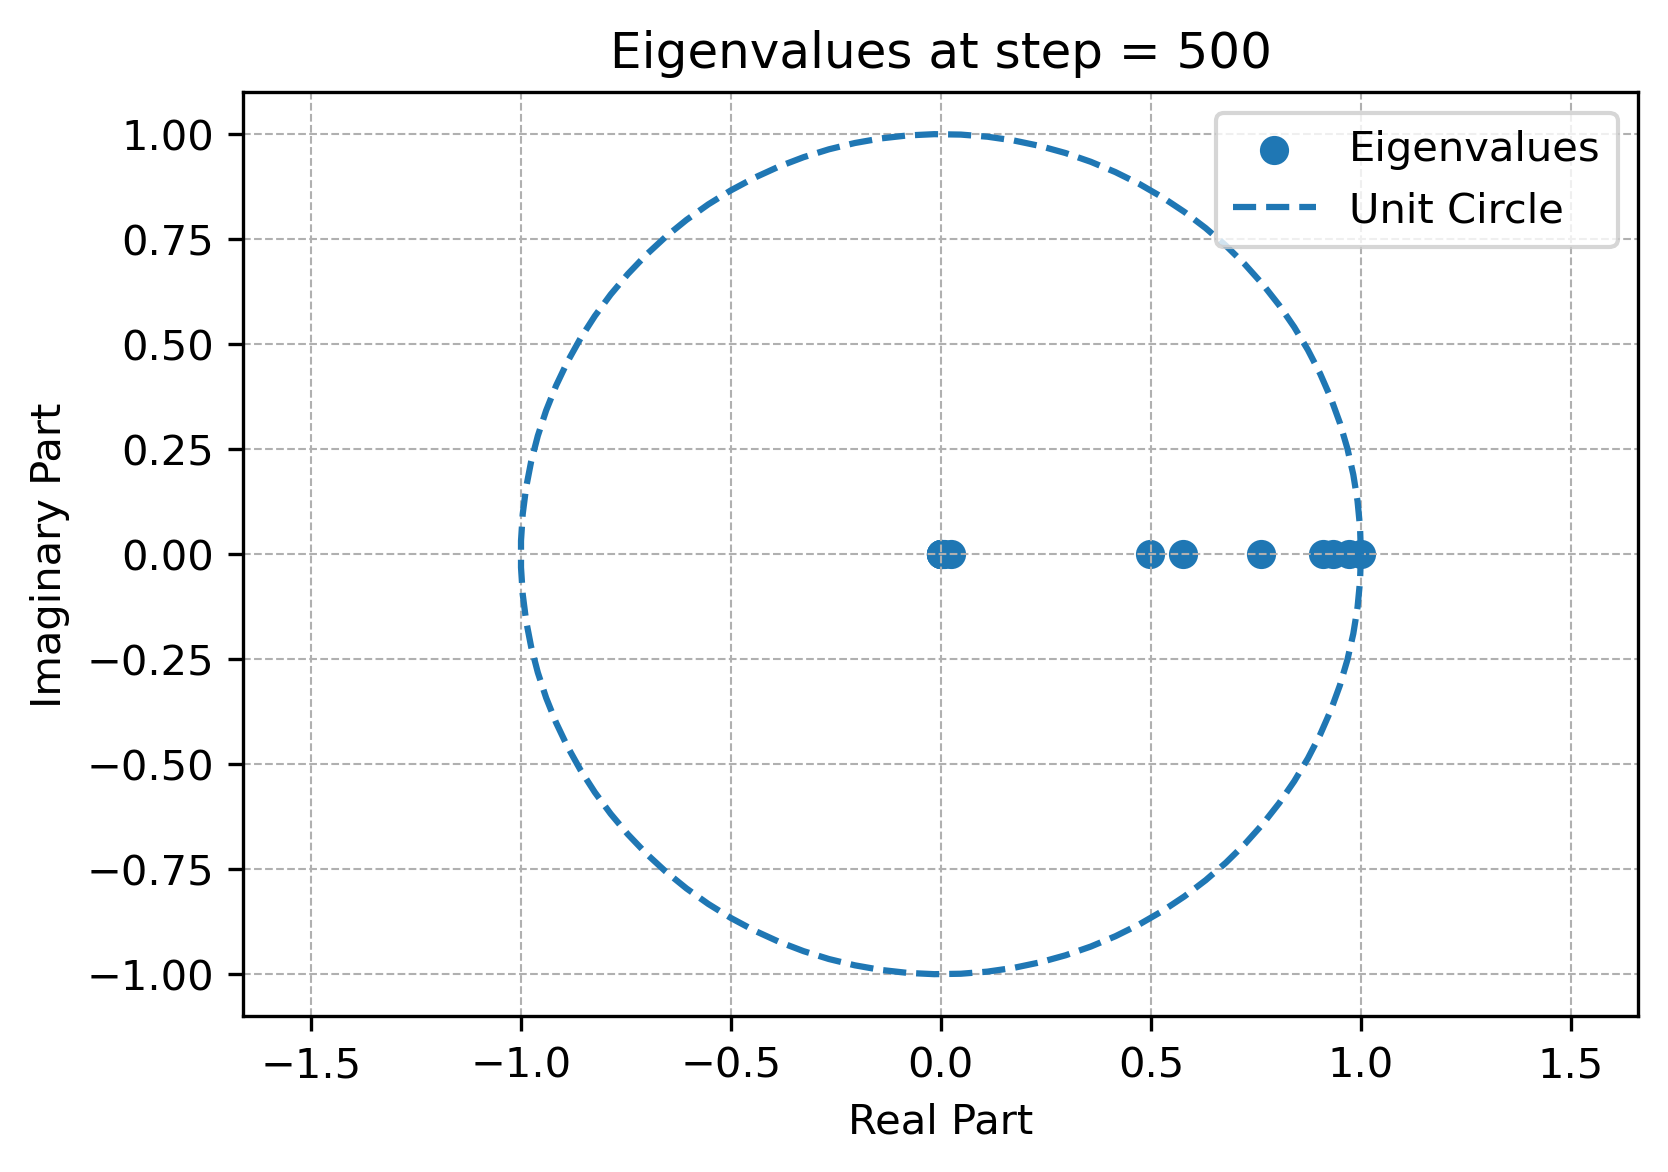 Eigenvalues at step = 500
Eigenvalues
Unit Circle
1.00
0.75
0.50
0.25
0.00
−0.25
−0.50
−0.75
−1.00
Imaginary Part
−1.5 −1.0 −0.5 0.0 0.5 1.0 1.5
Real Part